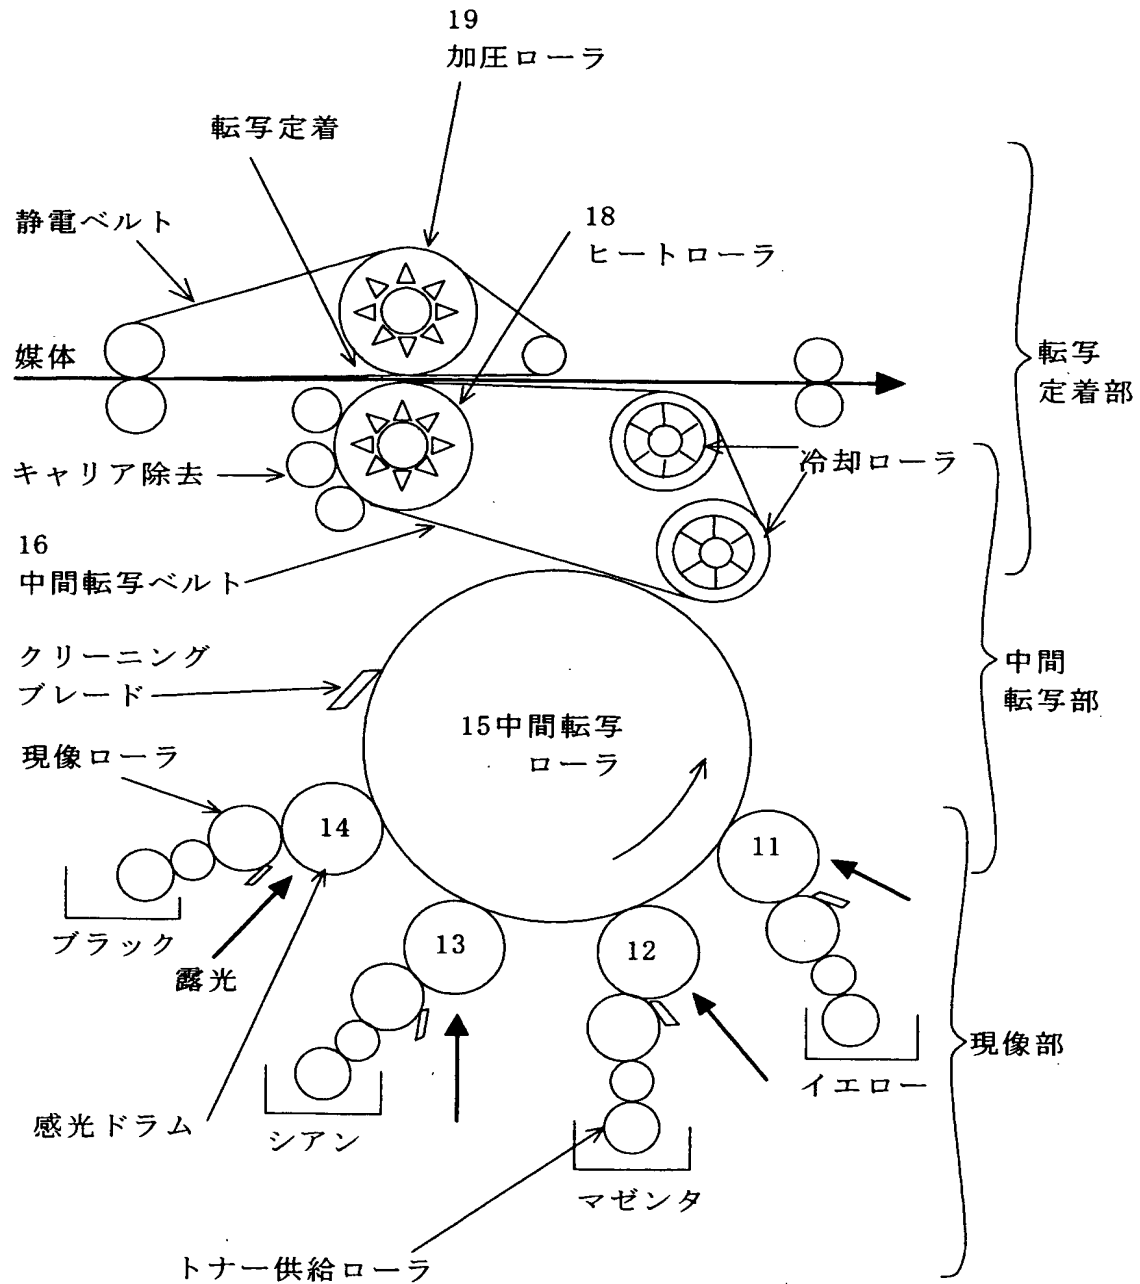 19
加圧ローラ
転写定着
静電ベルト
18
ヒートローラ
媒体
転写
定着部
キャリア除去
冷却ローラ
16
中間転写ベルト
クリーニング
ブレード
中間
転写部
15中間転写
ローラ
現像ローラ
14
11
ブラック
13
12
露光
現像部
イエロー
感光ドラム
シアン
マゼンタ
トナー供給ローラ